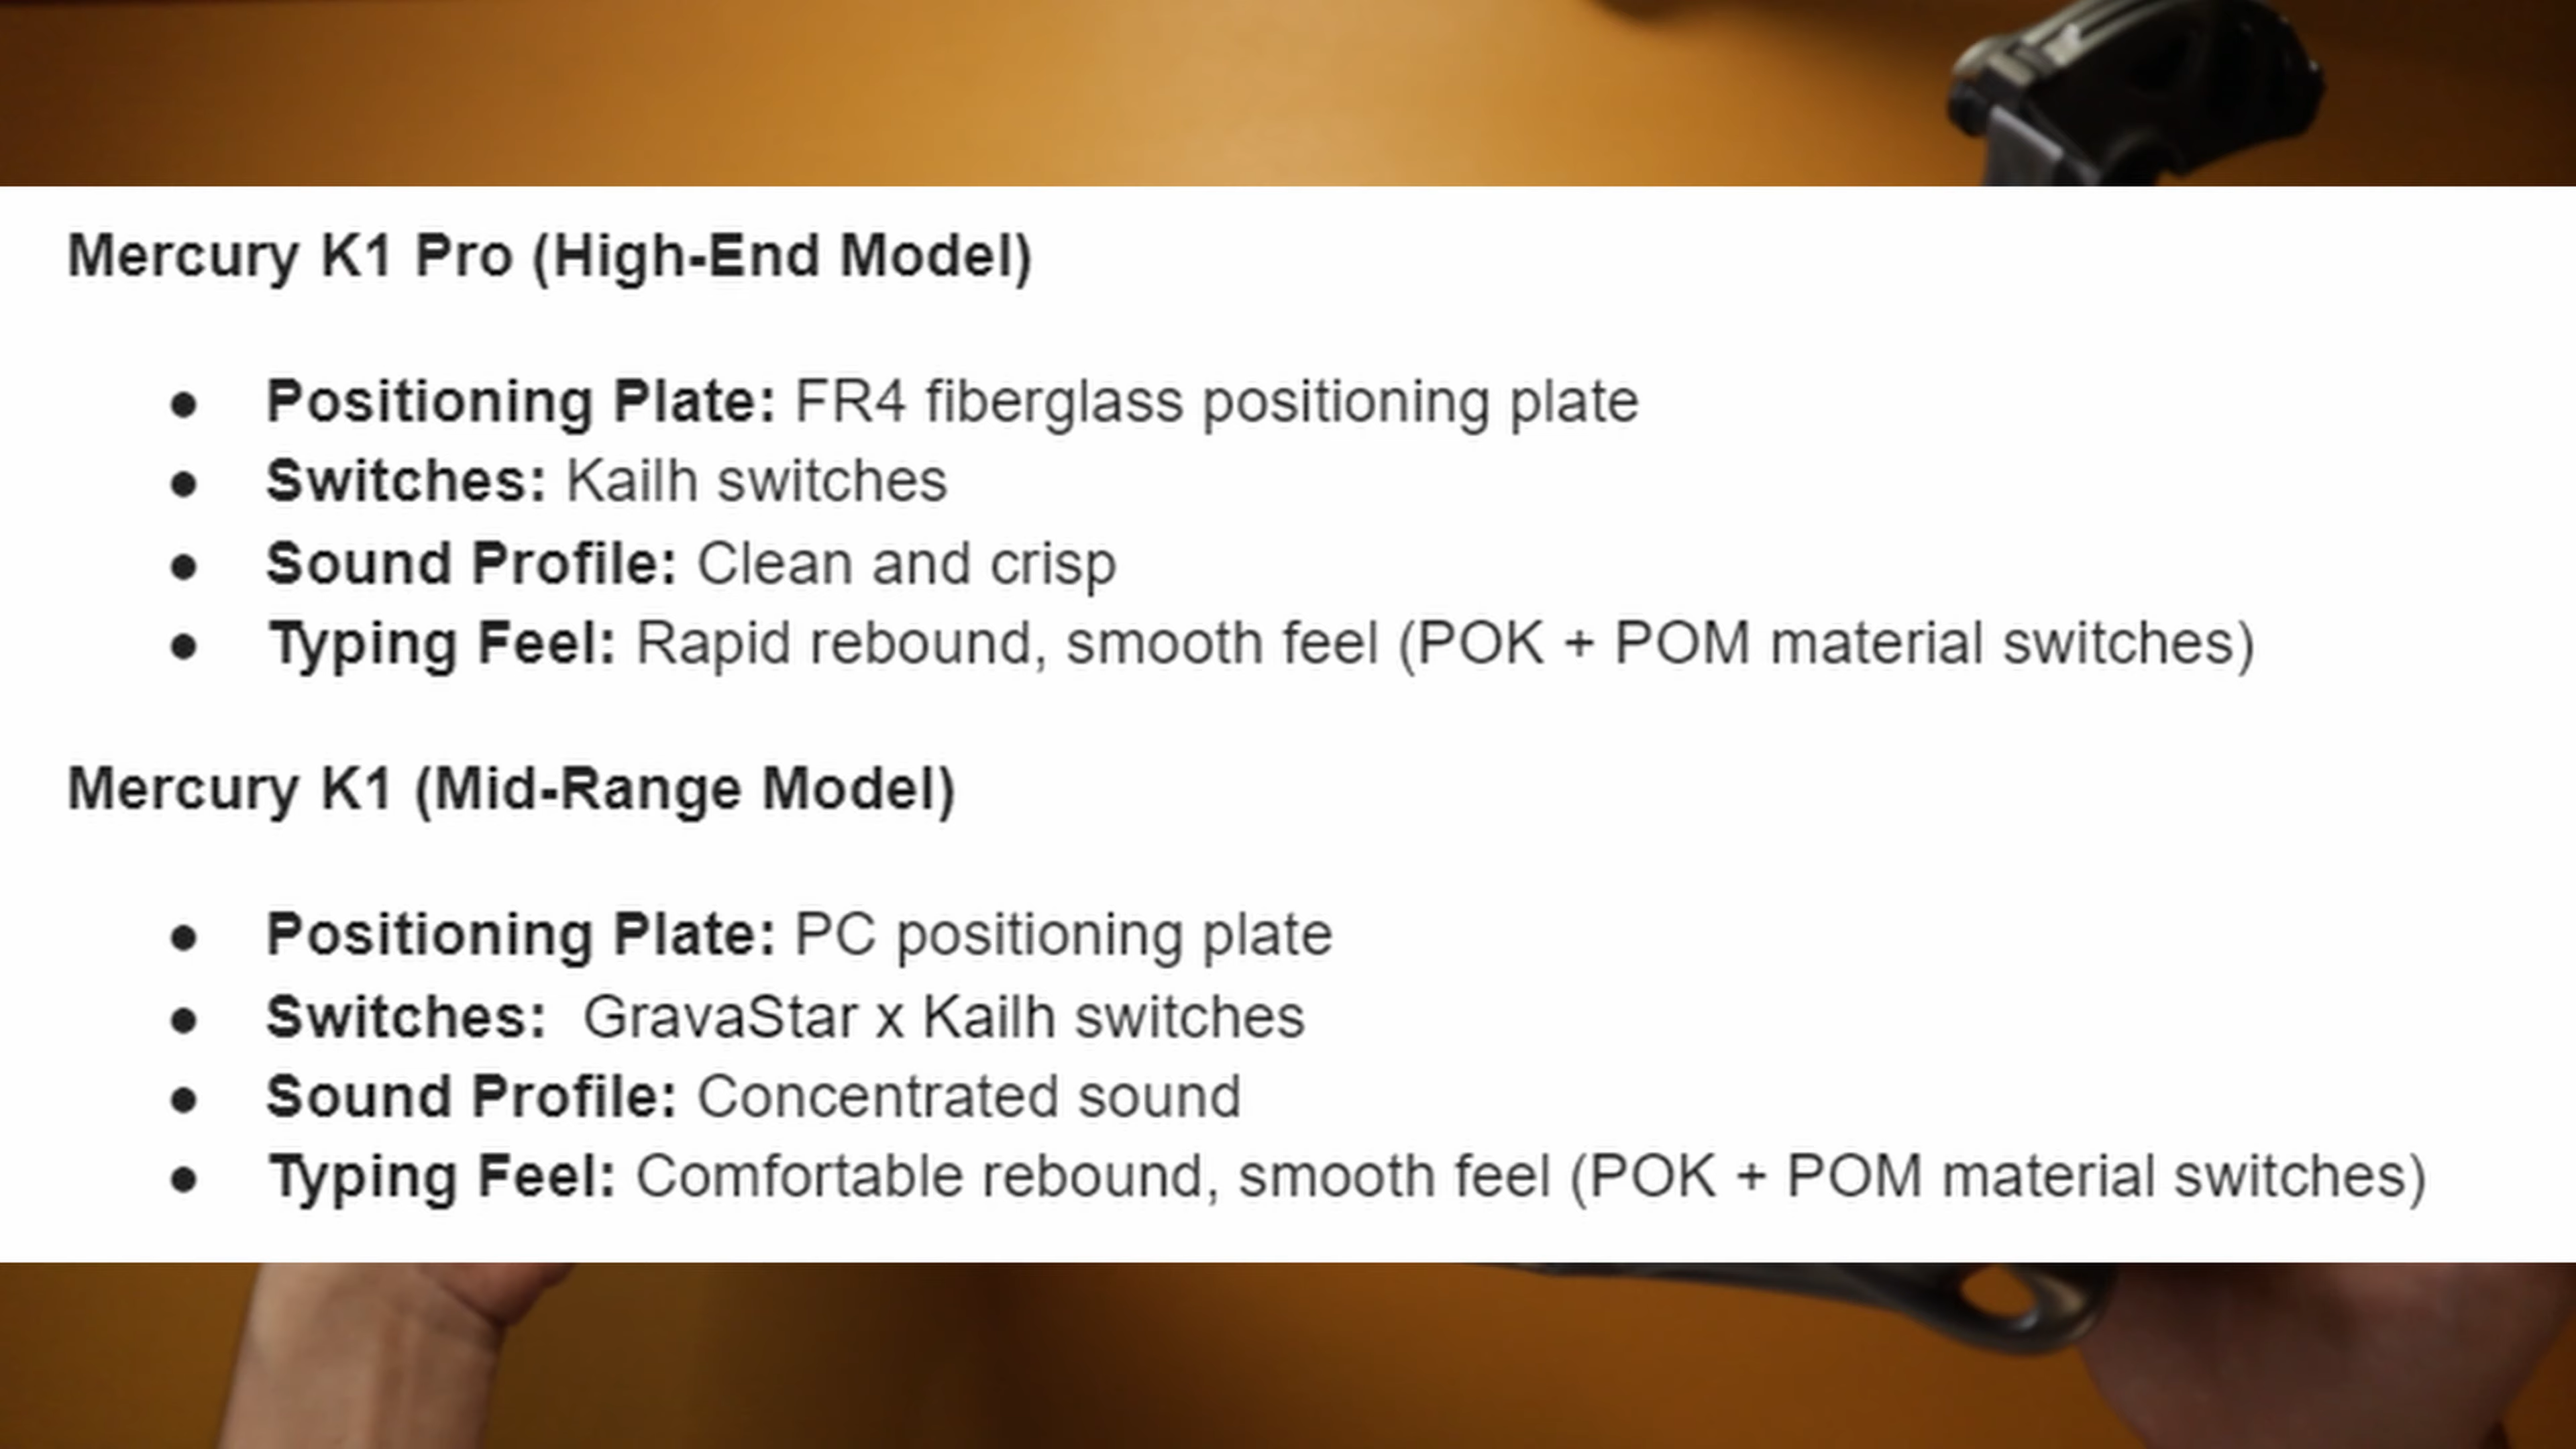 Mercury K1 Pro (High-End Model)
● Positioning Plate: FR4 fiberglass positioning plate
● Switches: Kailh switches
● Sound Profile: Clean and crisp
● Typing Feel: Rapid rebound, smooth feel (POK + POM material switches)
Mercury K1 (Mid-Range Model)
● Positioning Plate: PC positioning plate
● Switches:  GravaStar x Kailh switches
● Sound Profile: Concentrated sound
● Typing Feel: Comfortable rebound, smooth feel (POK + POM material switches)